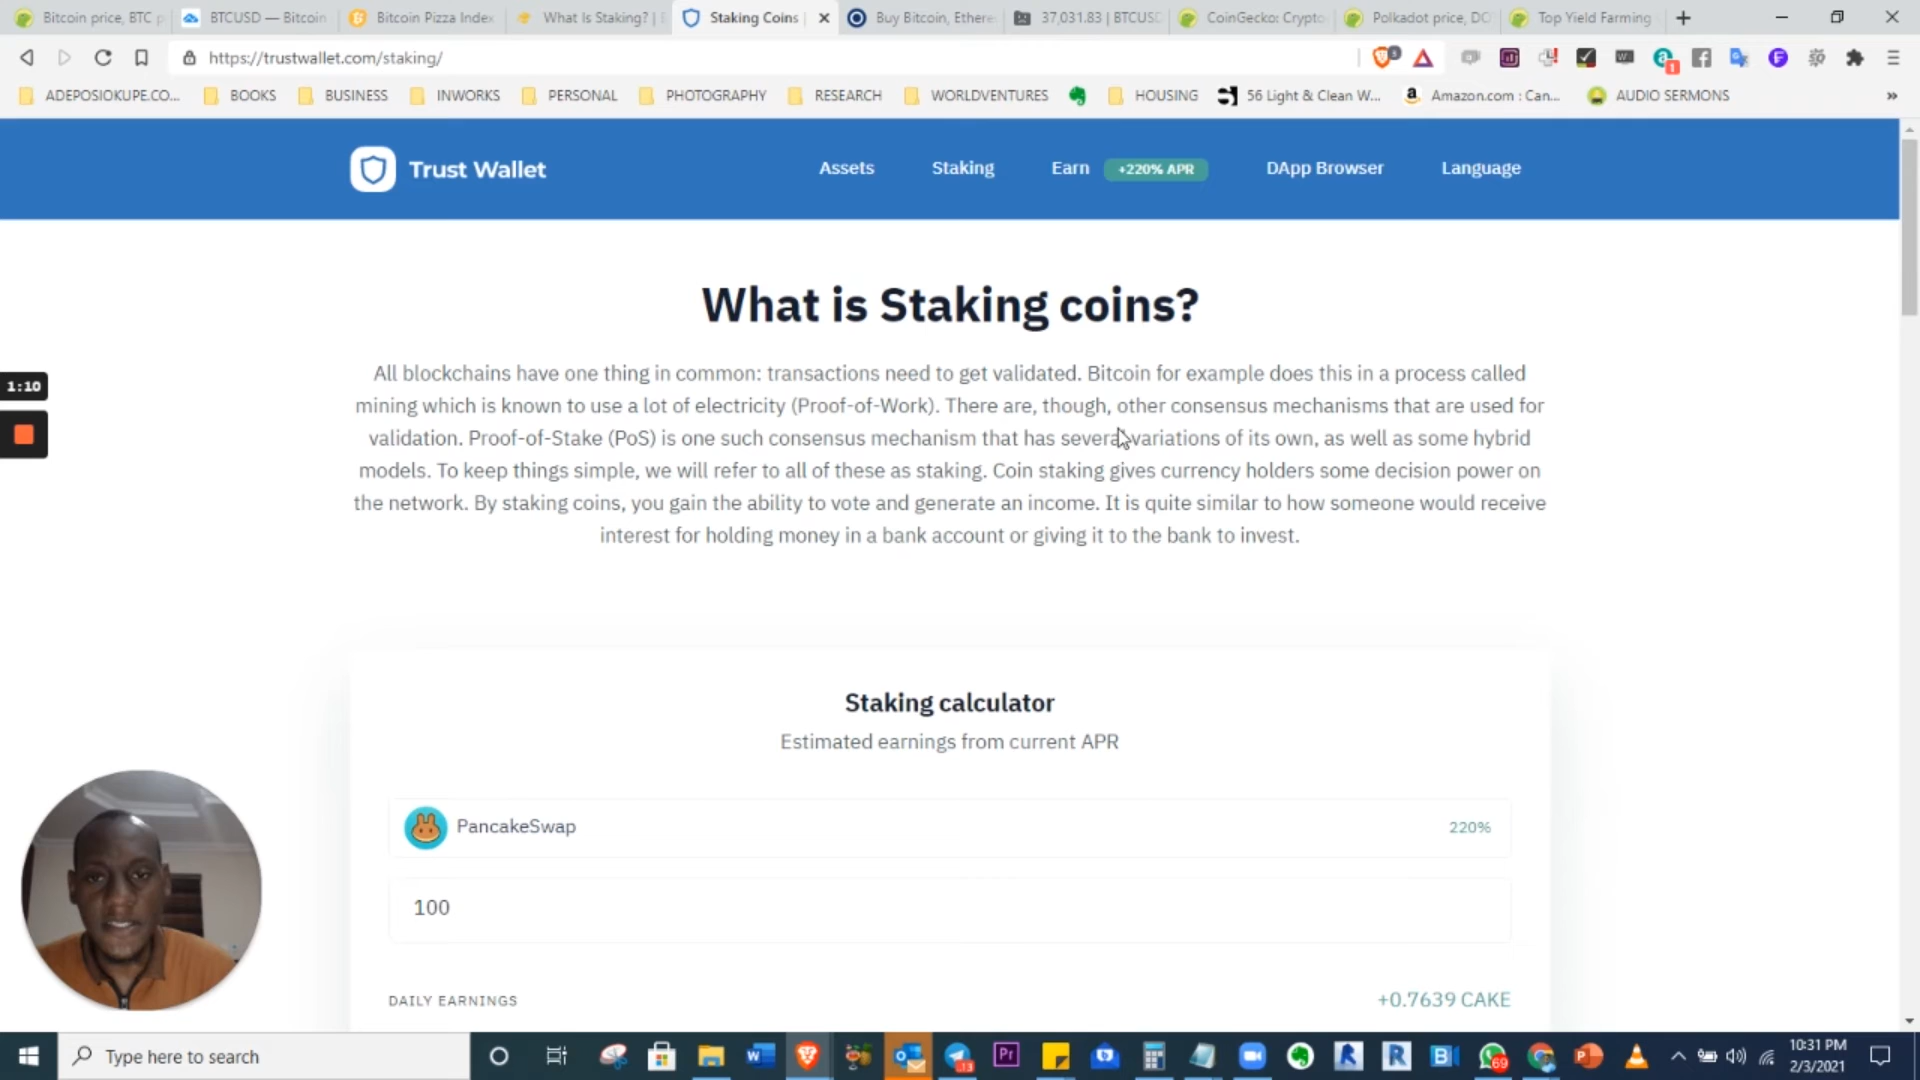 Bitcoin price, BTC p
BTCUSD — Bitcoin
Bitcoin Pizza Index
What Is Staking? |
Staking Coins
Buy Bitcoin, Ethere
37,031.83 | BTCUSD
CoinGecko: Crypto
Polkadot price, DO
Top Yield Farming
https://trustwallet.com/staking/
ADEPOSIOKUPE.CO...
BOOKS
BUSINESS
INWORKS
PERSONAL
PHOTOGRAPHY
RESEARCH
WORLDVENTURES
HOUSING
56 Light & Clean W...
Amazon.com : Can...
AUDIO SERMONS
Trust Wallet
Assets
Staking
Earn
+220% APR
DApp Browser
Language
What is Staking coins?
All blockchains have one thing in common: transactions need to get validated. Bitcoin for example does this in a process called
mining which is known to use a lot of electricity (Proof-of-Work). There are, though, other consensus mechanisms that are used for
validation. Proof-of-Stake (PoS) is one such consensus mechanism that has several variations of its own, as well as some hybrid
models. To keep things simple, we will refer to all of these as staking. Coin staking gives currency holders some decision power on
the network. By staking coins, you gain the ability to vote and generate an income. It is quite similar to how someone would receive
interest for holding money in a bank account or giving it to the bank to invest.
1:10
Staking calculator
Estimated earnings from current APR
PancakeSwap
220%
100
DAILY EARNINGS
+0.7639 CAKE
Type here to search
10:31 PM
2/3/2021